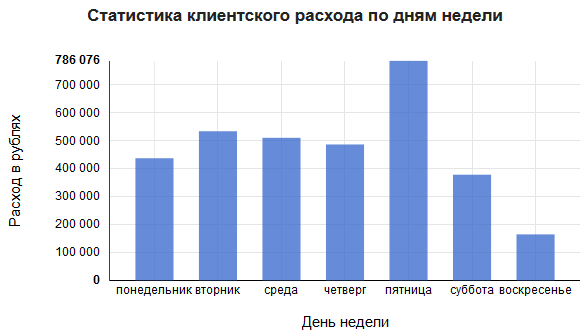 Статистика клиентского расхода по дням недели
786 076
700 000
600 000
500 000
400 000
300 000
200 000
100 000
0
Расход в рублях
понедельник вторник среда четверг пятница суббота воскресенье
День недели